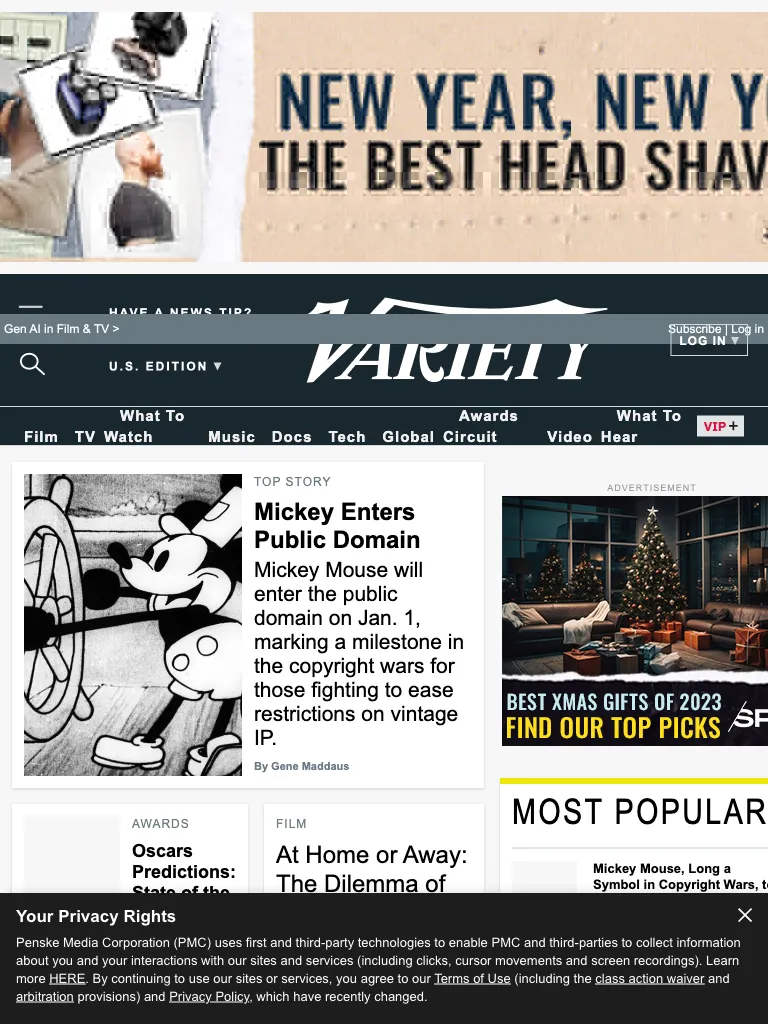 NEW YEAR, NEW
THE BEST HEAD
HAVE A NEWS TIP?
Gen AI in Film & TV >
Subscribe | Log in
VARIETY
LOG IN ▼
U.S. EDITION ▼
Film
TV
What To Watch
Music
Docs
Tech
Global
Awards Circuit
Video
What To Hear
VIP+
TOP STORY
Mickey Enters
Public Domain
Mickey Mouse will
enter the public
domain on Jan. 1,
marking a milestone in
the copyright wars for
those fighting to ease
restrictions on vintage
IP.
By Gene Maddaus
ADVERTISEMENT
BEST XMAS GIFTS OF 2023
FIND OUR TOP PICKS
MOST POPULAR
Mickey Mouse, Long a
Symbol in Copyright Wars,
AWARDS
Oscars
Predictions:
State of the
FILM
At Home or Away:
The Dilemma of
Your Privacy Rights
Penske Media Corporation (PMC) uses first and third-party technologies to enable PMC and third-parties to collect information
about you and your interactions with our sites and services (including clicks, cursor movements and screen recordings). Learn
more HERE. By continuing to use our sites or services, you agree to our Terms of Use (including the class action waiver and
arbitration provisions) and Privacy Policy, which have recently changed.